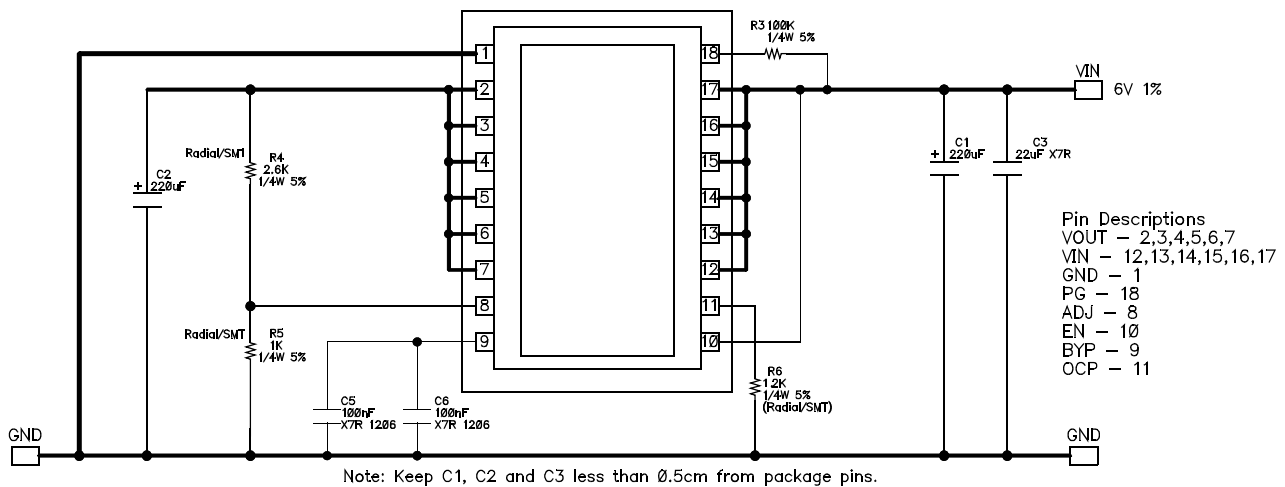 R3 100K
1/4W 5%
1
2
3
4
5
6
7
8
9
18
17
16
15
14
13
12
11
10
VIN
6V 1%
Radial/SMT
R4
2.6K
1/4W 5%
C2
+ 220uF
C1
+ 220uF
C3
22uF X7R
Pin Descriptions
VOUT – 2,3,4,5,6,7
VIN – 12,13,14,15,16,17
GND – 1
PG – 18
ADJ – 8
EN – 10
BYP – 9
OCP – 11
Radial/SMT
R5
1K
1/4W 5%
R6
1.2K
1/4W 5%
(Radial/SMT)
C5
100nF
X7R 1206
C6
100nF
X7R 1206
GND
GND
Note: Keep C1, C2 and C3 less than 0.5cm from package pins.